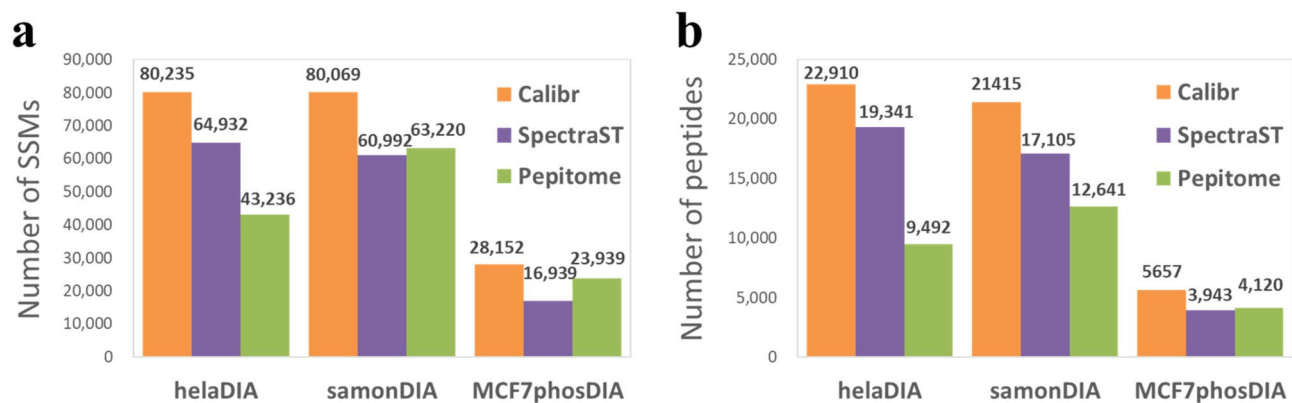 a
Number of SSMs
90,000
80,000
70,000
60,000
50,000
40,000
30,000
20,000
10,000
0
80,235
64,932
43,236
80,069
60,992
63,220
28,152
16,939
23,939
Calibr
SpectraST
Pepitome
helaDIA
samonDIA
MCF7phosDIA
b
Number of peptides
25,000
20,000
15,000
10,000
5,000
0
22,910
19,341
9,492
21415
17,105
12,641
5657
3,943
4,120
Calibr
SpectraST
Pepitome
helaDIA
samonDIA
MCF7phosDIA